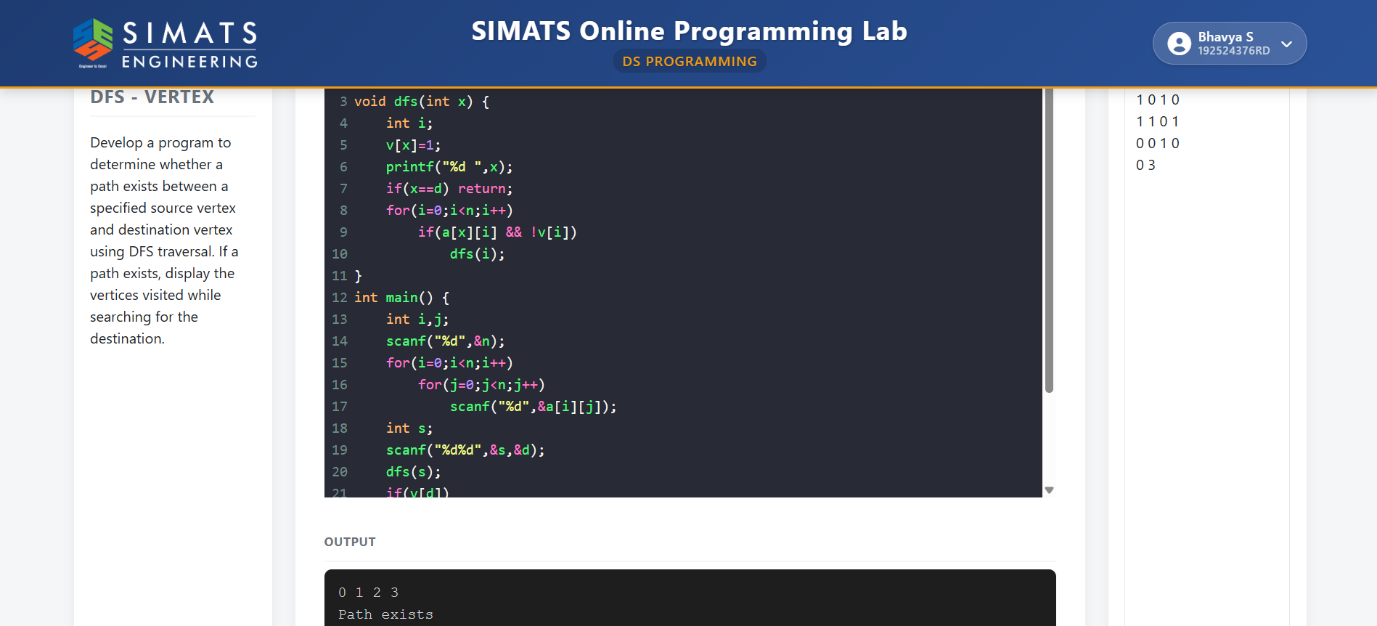 SIMATS
ENGINEERING
Engineer to Excel
SIMATS Online Programming Lab
DS PROGRAMMING
Bhavya S
192524376RD
DFS - VERTEX
Develop a program to
determine whether a
path exists between a
specified source vertex
and destination vertex
using DFS traversal. If a
path exists, display the
vertices visited while
searching for the
destination.
3 void dfs(int x) {
4     int i;
5     v[x]=1;
6     printf("%d ",x);
7     if(x==d) return;
8     for(i=0;i<n;i++)
9         if(a[x][i] && !v[i])
10             dfs(i);
11 }
12 int main() {
13     int i,j;
14     scanf("%d",&n);
15     for(i=0;i<n;i++)
16         for(j=0;j<n;j++)
17             scanf("%d",&a[i][j]);
18     int s;
19     scanf("%d%d",&s,&d);
20     dfs(s);
21     if(v[d])
OUTPUT
0 1 2 3
Path exists
1 0 1 0
1 1 0 1
0 0 1 0
0 3